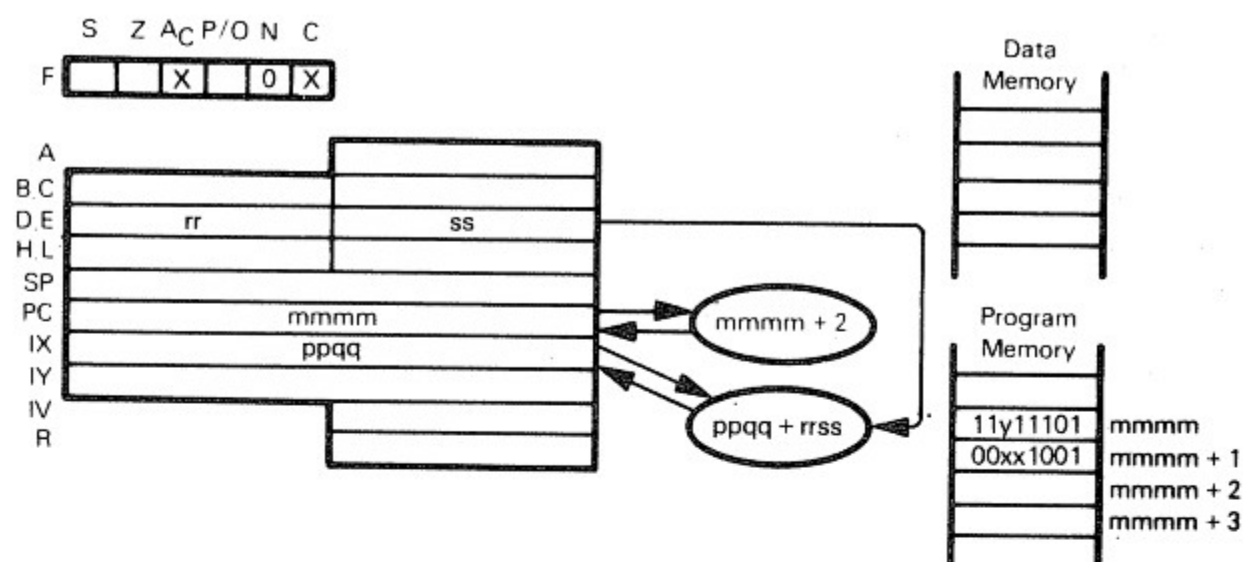 S Z AC P/O N C
F X 0 X
A
B.C
D.E rr ss
H.L
SP
PC mmmm
IX ppqq
IY
IV
R
mmmm + 2
ppqq + rrss
Data
Memory
Program
Memory
11y11101 mmmm
00xx1001 mmmm + 1
mmmm + 2
mmmm + 3